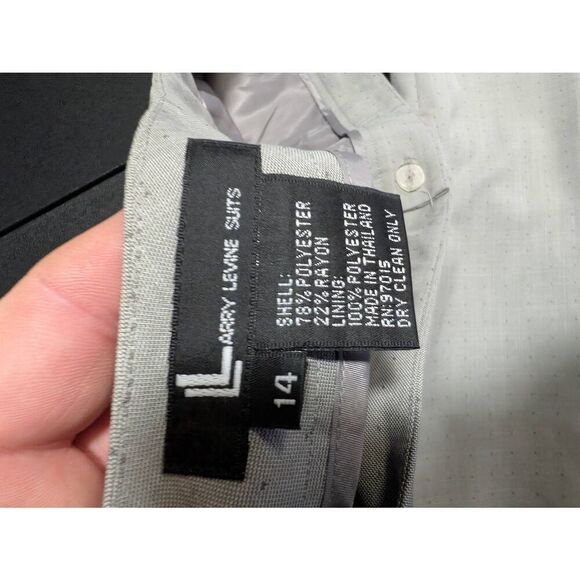 LARRY LEVINE SUITS
14
SHELL:
78% POLYESTER
22% RAYON
LINING:
100% POLYESTER
MADE IN THAILAND
RN:97015
DRY CLEAN ONLY